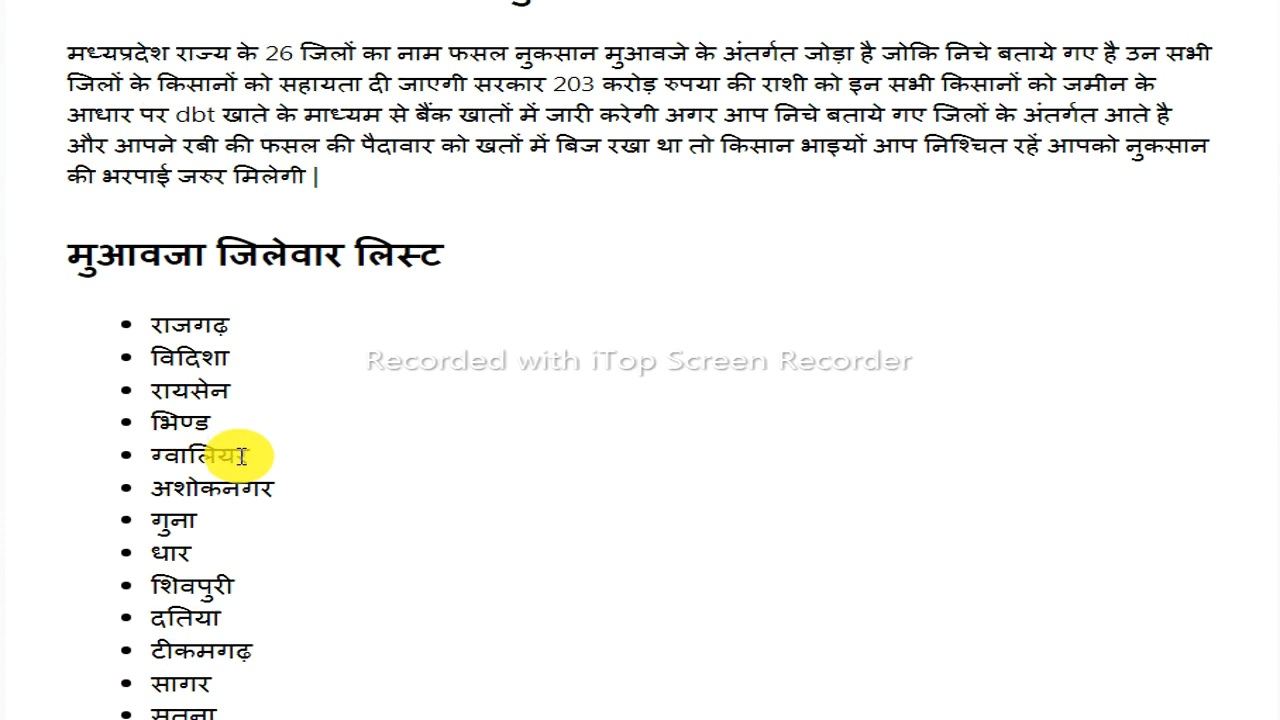 मध्यप्रदेश राज्य के 26 जिलों का नाम फसल नुकसान मुआवजे के अंतर्गत जोड़ा है जोकि निचे बताये गए है उन सभी
जिलों के किसानों को सहायता दी जाएगी सरकार 203 करोड़ रुपया की राशी को इन सभी किसानों को जमीन के
आधार पर dbt खाते के माध्यम से बैंक खातों में जारी करेगी अगर आप निचे बताये गए जिलों के अंतर्गत आते है
और आपने रबी की फसल की पैदावार को खतों में बिज रखा था तो किसान भाइयों आप निश्चित रहें आपको नुकसान
की भरपाई जरुर मिलेगी |
मुआवजा जिलेवार लिस्ट
राजगढ़
विदिशा
Recorded with iTop Screen Recorder
रायसेन
भिण्ड
ग्वालियर
अशोकनगर
गुना
धार
शिवपुरी
दतिया
टीकमगढ़
सागर
सतना